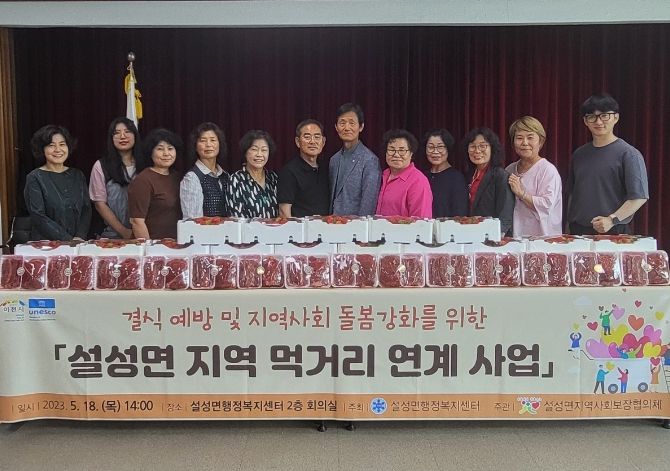 이천시
unesco
결식 예방 및 지역사회 돌봄강화를 위한
「설성면 지역 먹거리 연계 사업」
일시 | 2023. 5. 18. (목) 14:00 장소 | 설성면행정복지센터 2층 회의실 주최 | 설성면행정복지센터 주관 | 설성면지역사회보장협의체